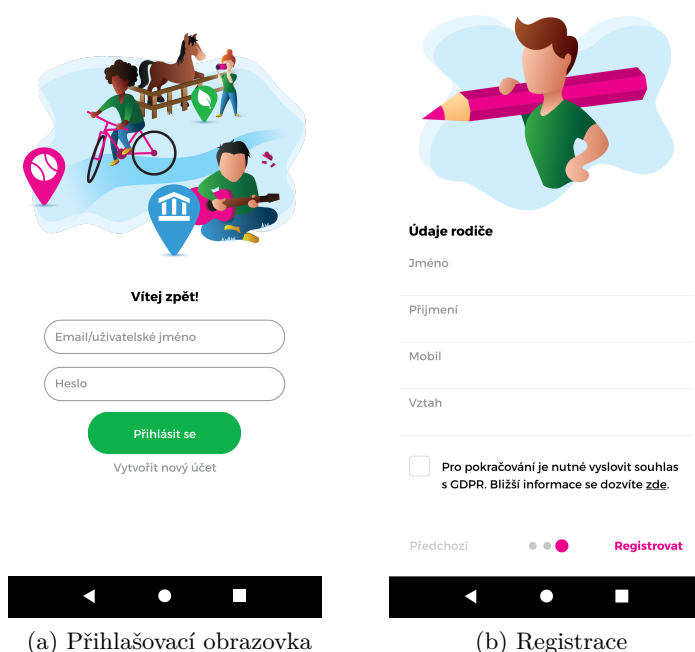 Vítej zpět!
Email/uživatelské jméno
Heslo
Přihlásit se
Vytvořit nový účet
(a) Přihlašovací obrazovka
Údaje rodiče
Jméno
Přijmení
Mobil
Vztah
Pro pokračování je nutné vyslovit souhlas
s GDPR. Bližší informace se dozvíte zde.
Předchozí
Registrovat
(b) Registrace